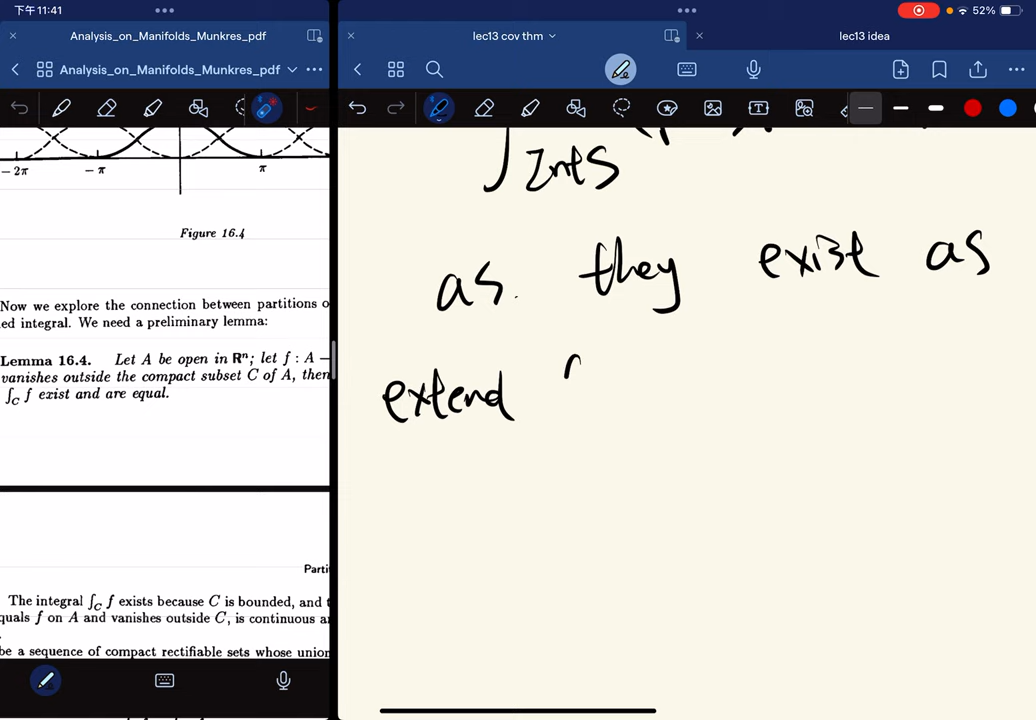 下午11:41
52%
Analysis_on_Manifolds_Munkres_pdf
lec13 cov thm
lec13 idea
Analysis_on_Manifolds_Munkres_pdf
−2π −π π
Figure 16.4
Now we explore the connection between partitions o
ed integral. We need a preliminary lemma:
Lemma 16.4. Let A be open in Rⁿ; let f : A −
vanishes outside the compact subset C of A, then
∫_C f exist and are equal.
Parti
The integral ∫_C f exists because C is bounded, and t
quals f on A and vanishes outside C, is continuous a
be a sequence of compact rectifiable sets whose union
∫ Int S
as they exist as
extend